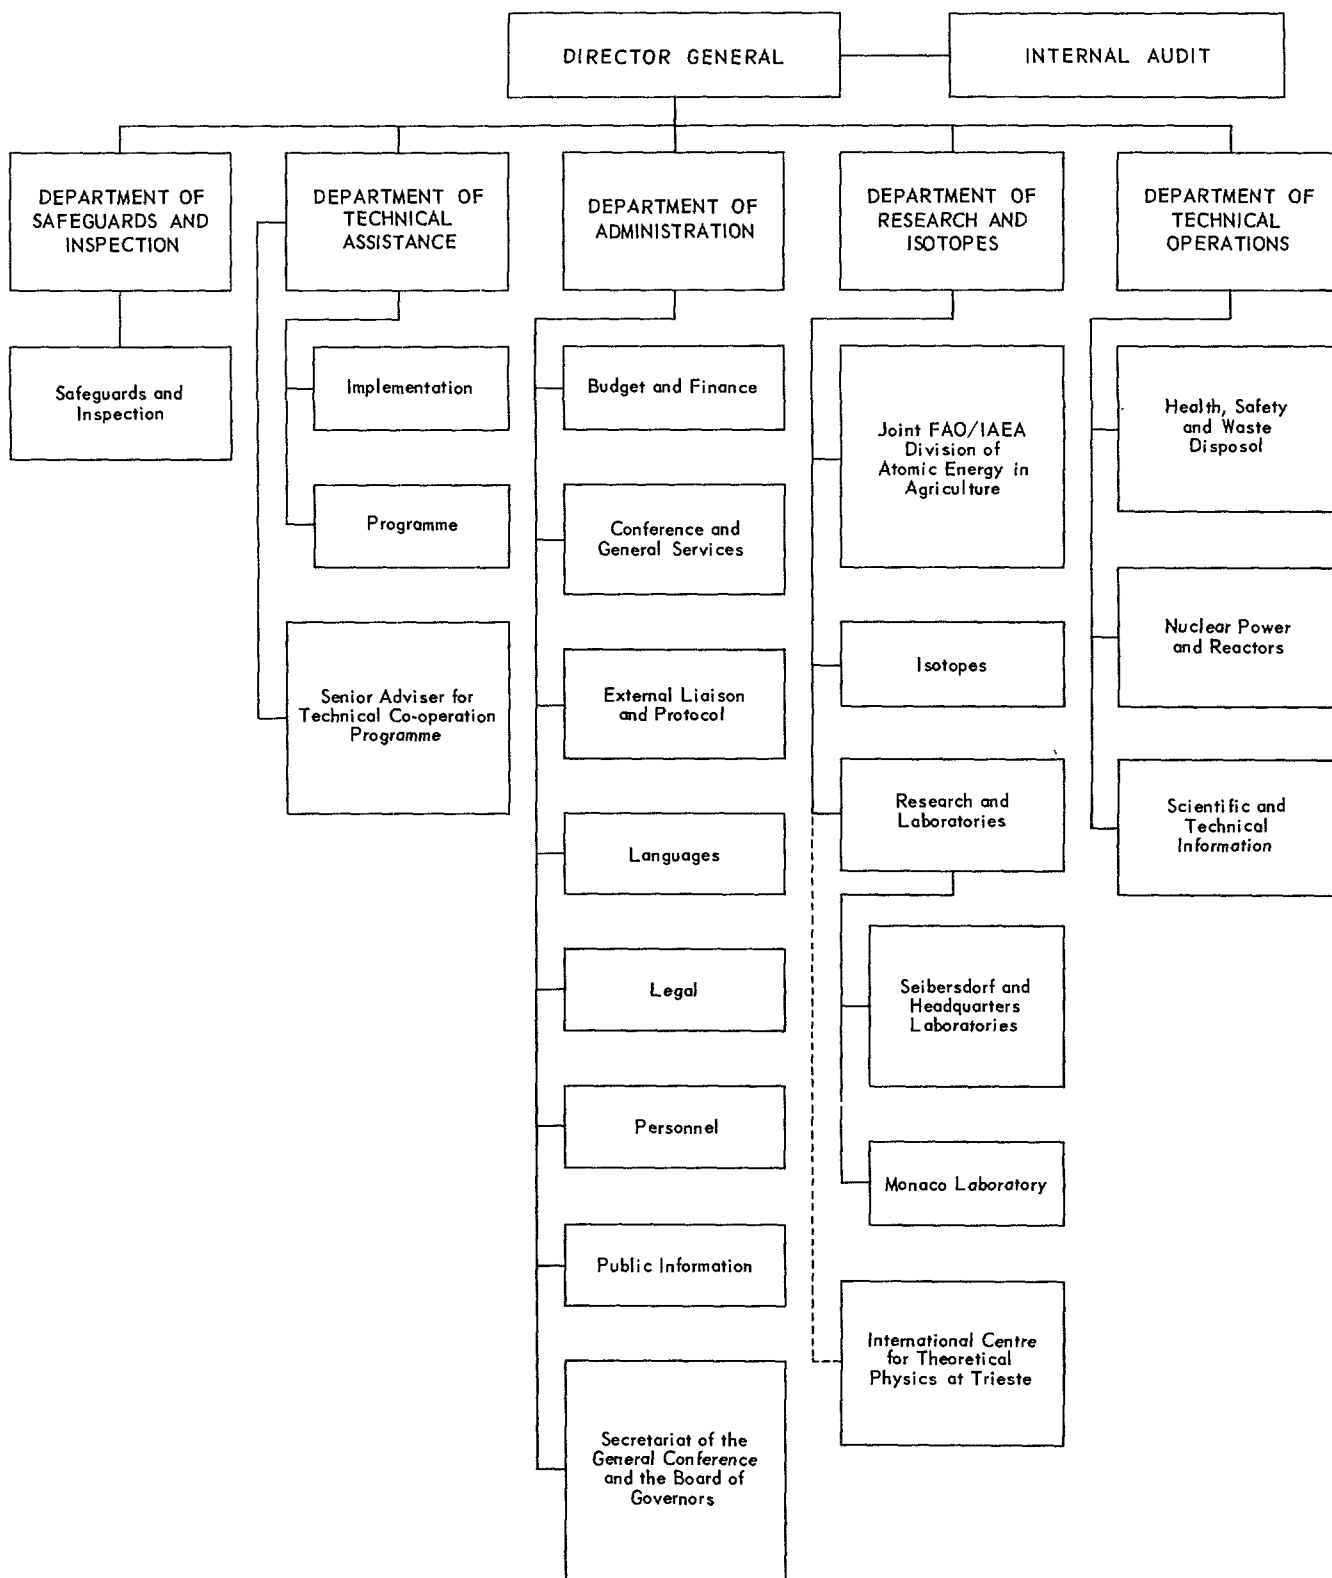 DIRECTOR GENERAL
INTERNAL AUDIT
DEPARTMENT OF
SAFEGUARDS AND
INSPECTION
DEPARTMENT OF
TECHNICAL
ASSISTANCE
DEPARTMENT OF
ADMINISTRATION
DEPARTMENT OF
RESEARCH AND
ISOTOPES
DEPARTMENT OF
TECHNICAL
OPERATIONS
Safeguards and
Inspection
Implementation
Programme
Senior Adviser for
Technical Co-operation
Programme
Budget and Finance
Conference and
General Services
External Liaison
and Protocol
Languages
Legal
Personnel
Public Information
Secretariat of the
General Conference
and the Board of
Governors
Joint FAO/IAEA
Division of
Atomic Energy in
Agriculture
Isotopes
Research and
Laboratories
Seibersdorf and
Headquarters
Laboratories
Monaco Laboratory
International Centre
for Theoretical
Physics at Trieste
Health, Safety
and Waste
Disposol
Nuclear Power
and Reactors
Scientific and
Technical
Information